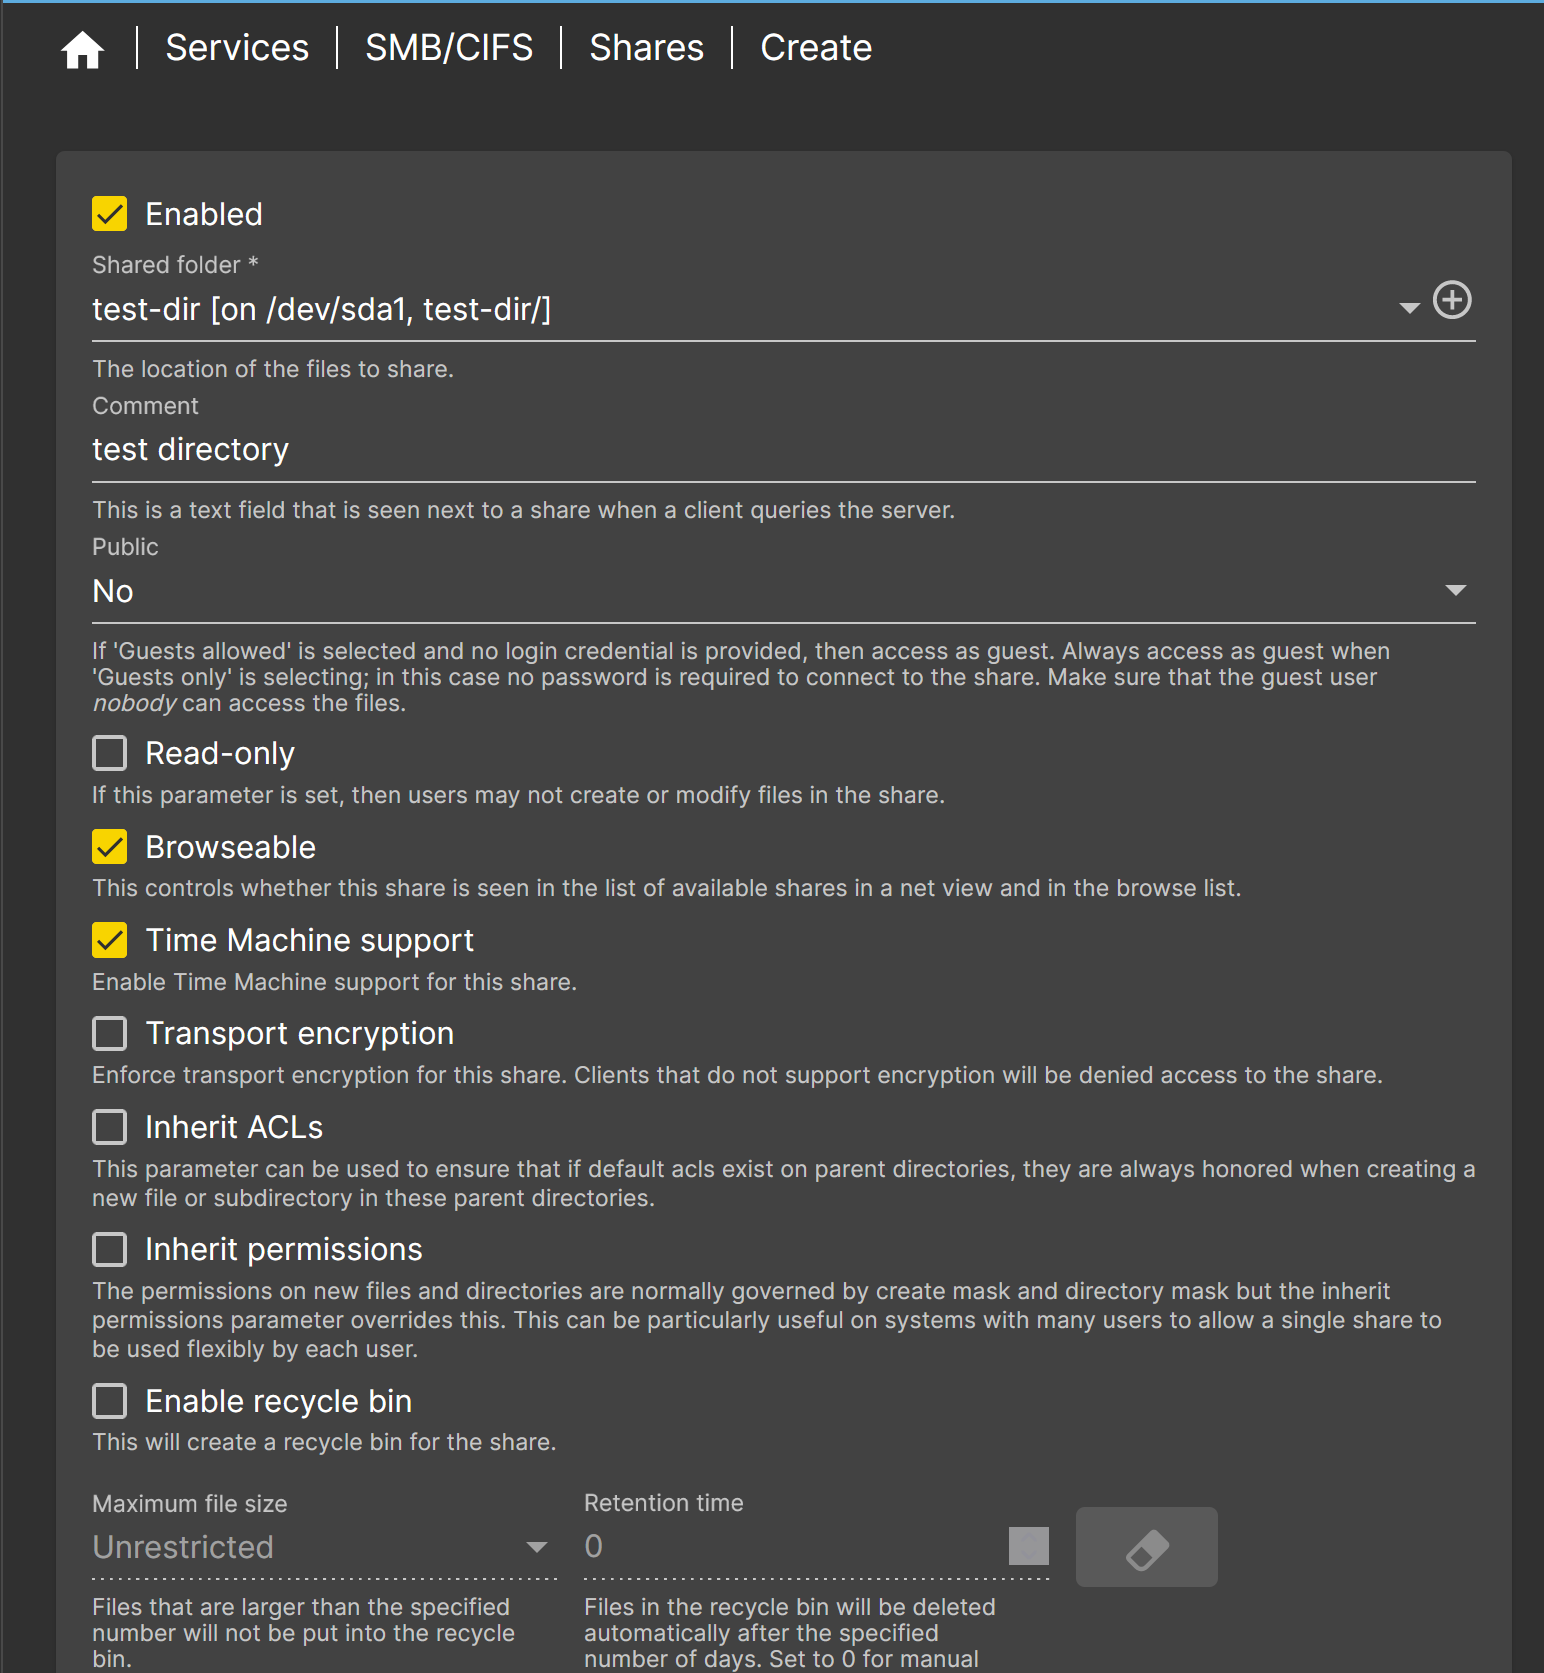 Services | SMB/CIFS | Shares | Create
Enabled
Shared folder *
test-dir [on /dev/sda1, test-dir/]
The location of the files to share.
Comment
test directory
This is a text field that is seen next to a share when a client queries the server.
Public
No
If 'Guests allowed' is selected and no login credential is provided, then access as guest. Always access as guest when
'Guests only' is selecting; in this case no password is required to connect to the share. Make sure that the guest user
nobody can access the files.
Read-only
If this parameter is set, then users may not create or modify files in the share.
Browseable
This controls whether this share is seen in the list of available shares in a net view and in the browse list.
Time Machine support
Enable Time Machine support for this share.
Transport encryption
Enforce transport encryption for this share. Clients that do not support encryption will be denied access to the share.
Inherit ACLs
This parameter can be used to ensure that if default acls exist on parent directories, they are always honored when creating a
new file or subdirectory in these parent directories.
Inherit permissions
The permissions on new files and directories are normally governed by create mask and directory mask but the inherit
permissions parameter overrides this. This can be particularly useful on systems with many users to allow a single share to
be used flexibly by each user.
Enable recycle bin
This will create a recycle bin for the share.
Maximum file size
Unrestricted
Files that are larger than the specified
number will not be put into the recycle
bin.
Retention time
0
Files in the recycle bin will be deleted
automatically after the specified
number of days. Set to 0 for manual